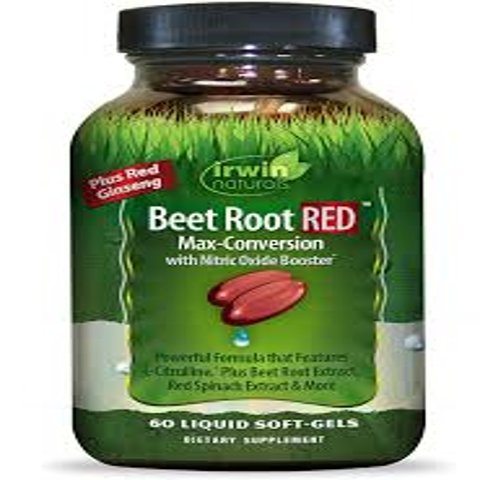 irwin
naturals
Plus Red
Ginseng
Beet Root RED™
Max-Conversion
with Nitric Oxide Booster*
Powerful Formula that Features
L-Citrulline,* Plus Beet Root Extract,
Red Spinach Extract & More
60 LIQUID SOFT-GELS
DIETARY SUPPLEMENT